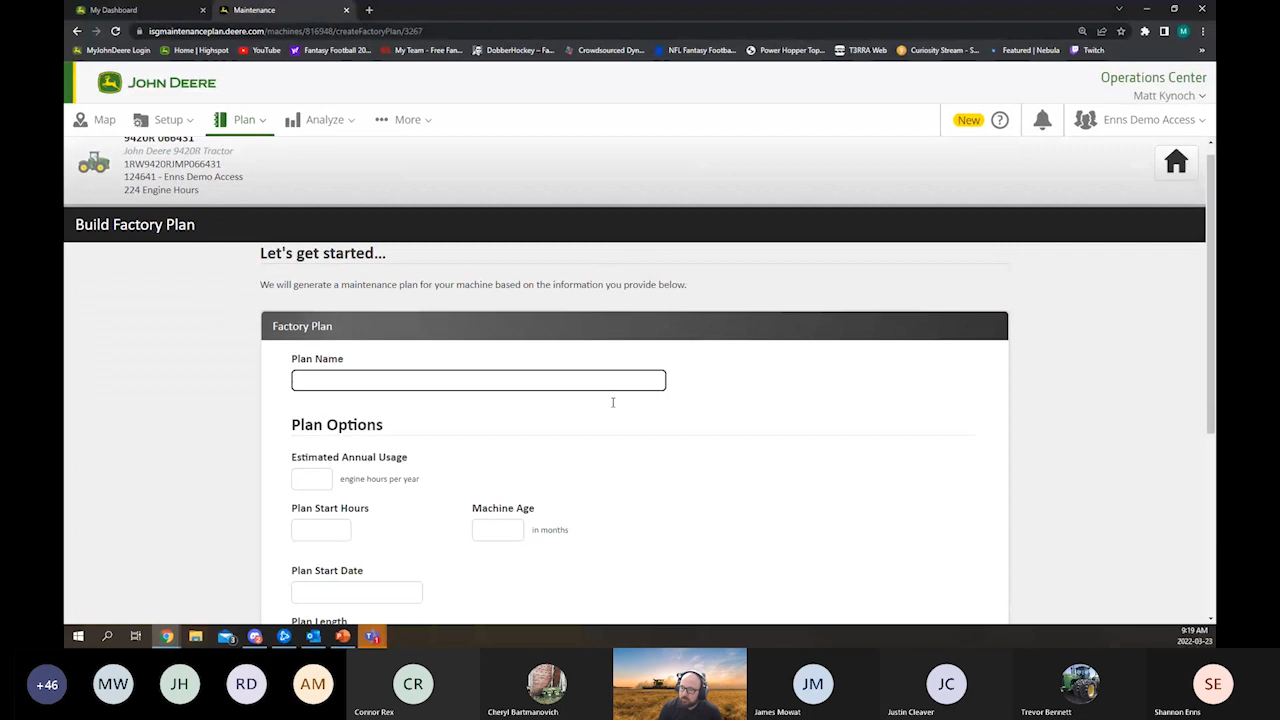 My Dashboard
Maintenance
isgmaintenanceplan.deere.com/machines/816948/createFactoryPlan/3267
MyJohnDeere LogIn
Home | Highspot
YouTube
Fantasy Football 20...
My Team - Free Fan...
DobberHockey – Fa...
Crowdsourced Dyn...
NFL Fantasy Footba...
Power Hopper Top...
T3RRA Web
Curiosity Stream - S...
Featured | Nebula
Twitch
JOHN DEERE
Operations Center
Matt Kynoch
Map
Setup
Plan
Analyze
More
New
Enns Demo Access
9420R 066431
John Deere 9420R Tractor
1RW9420RJMP066431
124641 - Enns Demo Access
224 Engine Hours
Build Factory Plan
Let's get started...
We will generate a maintenance plan for your machine based on the information you provide below.
Factory Plan
Plan Name
Plan Options
Estimated Annual Usage
engine hours per year
Plan Start Hours
Machine Age
in months
Plan Start Date
Plan Length
9:19 AM
2022-03-23
+46
MW
JH
RD
AM
CR
JM
JC
SE
Connor Rex
Cheryl Bartmanovich
James Mowat
Justin Cleaver
Trevor Bennett
Shannon Enns